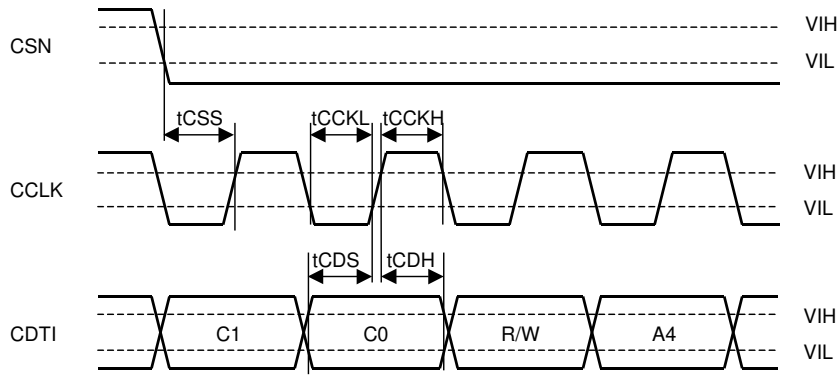 CSN
VIH
VIL
tCSS
tCCKL
tCCKH
CCLK
VIH
VIL
tCDS
tCDH
CDTI
C1
C0
R/W
A4
VIH
VIL